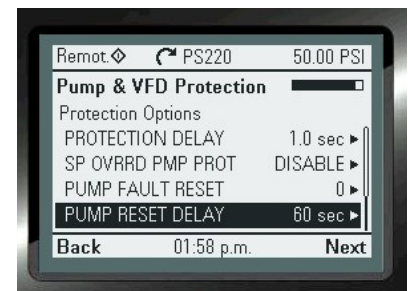 Remot. PS220 50.00 PSI
Pump & VFD Protection
Protection Options
PROTECTION DELAY 1.0 sec
SP OVRRD PMP PROT DISABLE
PUMP FAULT RESET 0
PUMP RESET DELAY 60 sec
Back 01:58 p.m. Next